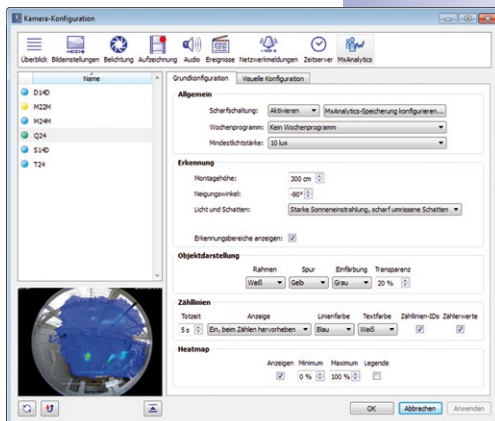 Kamera-Konfiguration
Überblick Bildeinstellungen Belichtung Aufzeichnung Audio Ereignisse Netzwerkmeldungen Zeitserver MxAnalytics
Name
D14D
M22M
M24M
Q24
S14D
T24
Grundkonfiguration Visuelle Konfiguration
Allgemein
Scharfschaltung: Aktivieren MxAnalytics-Speicherung konfigurieren...
Wochenprogramm: Kein Wochenprogramm
Mindestlichtstärke: 10 lux
Erkennung
Montagehöhe: 300 cm
Neigungswinkel: -90°
Licht und Schatten: Starke Sonneneinstrahlung, scharf umrissene Schatten
Erkennungsbereiche anzeigen:
Objektdarstellung
Rahmen Spur Einfärbung Transparenz
Weiß Gelb Grau 20 %
Zähllinien
Totzeit Anzeige Linienfarbe Textfarbe Zähllinien-IDs Zählerwerte
5 s Ein, beim Zählen hervorheben Blau Weiß
Heatmap
Anzeigen Minimum Maximum Legende
0 % 100 %
OK Abbrechen Anwenden